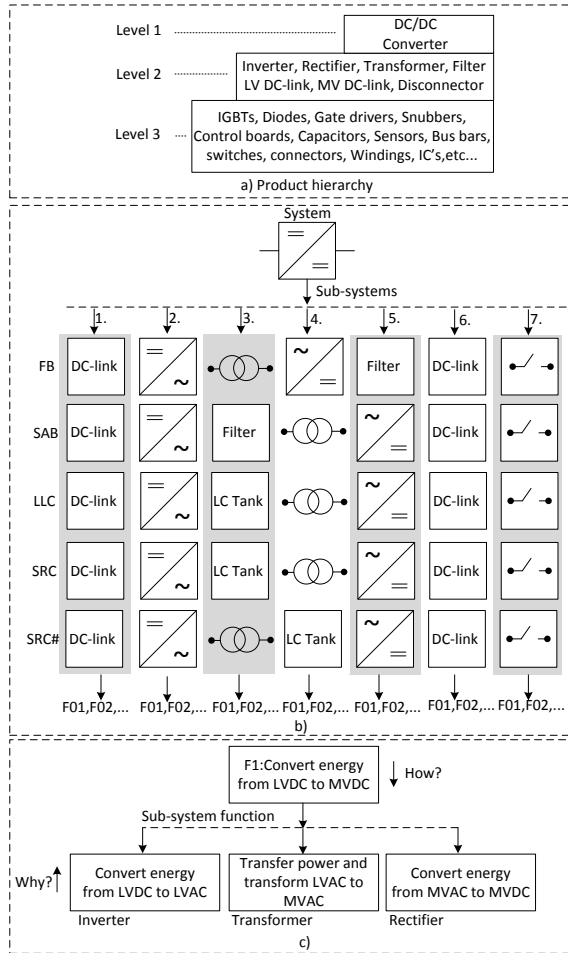 Level 1
DC/DC
Converter
Level 2
Inverter, Rectifier, Transformer, Filter
LV DC-link, MV DC-link, Disconnector
Level 3
IGBTs, Diodes, Gate drivers, Snubbers,
Control boards, Capacitors, Sensors, Bus bars,
switches, connectors, Windings, IC's,etc...
a) Product hierarchy
System
Sub-systems
1. 2. 3. 4. 5. 6. 7.
FB DC-link Filter DC-link
SAB DC-link Filter DC-link
LLC DC-link LC Tank DC-link
SRC DC-link LC Tank DC-link
SRC# DC-link LC Tank DC-link
F01,F02,... F01,F02,... F01,F02,... F01,F02,... F01,F02,... F01,F02,... F01,F02,...
b)
F1:Convert energy
from LVDC to MVDC
How?
Sub-system function
Why?
Convert energy
from LVDC to LVAC
Inverter
Transfer power and
transform LVAC to
MVAC
Transformer
Convert energy
from MVAC to MVDC
Rectifier
c)